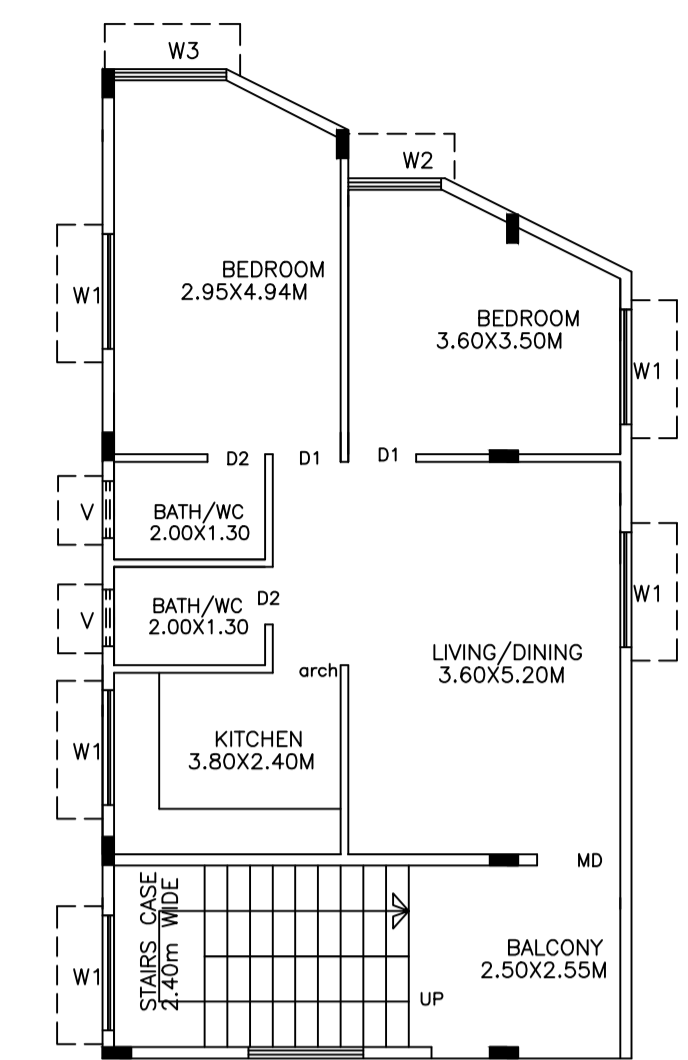 W3
W2
BEDROOM
2.95X4.94M
W1
BEDROOM
3.60X3.50M
W1
D2
D1
D1
V
BATH/WC
2.00X1.30
W1
V
BATH/WC
2.00X1.30
D2
LIVING/DINING
3.60X5.20M
arch
W1
KITCHEN
3.80X2.40M
MD
STAIRS CASE
2.40m WIDE
W1
BALCONY
2.50X2.55M
UP